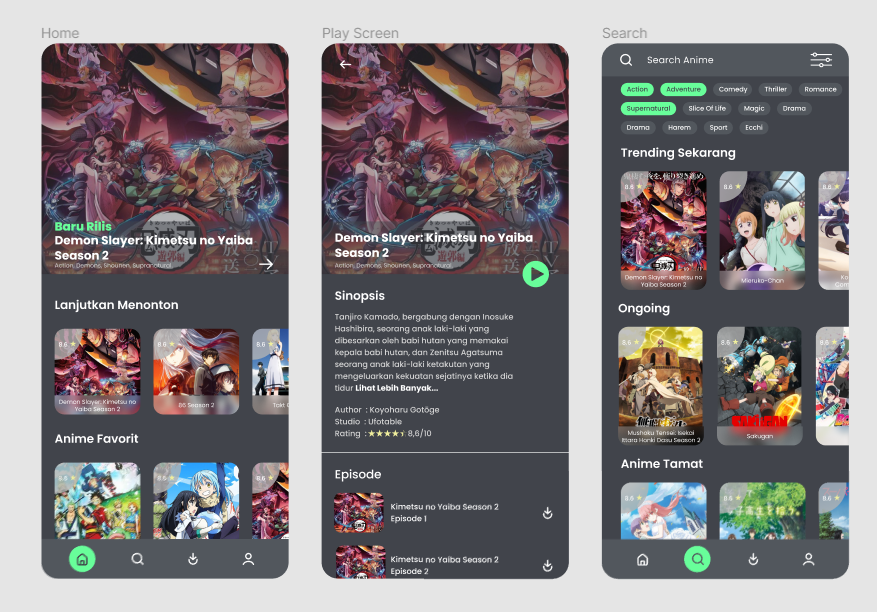 Home
Baru Rilis
Demon Slayer: Kimetsu no Yaiba
Season 2
Action, Demons, Shounen, Supranatural,
Lanjutkan Menonton
8.6 ★
Demon Slayer: Kimetsu no
Yaiba Season 2
8.6 ★
86 Season 2
8.6
Takt
Anime Favorit
8.6 ★
8.6 ★
8.6
Play Screen
Demon Slayer: Kimetsu no Yaiba
Season 2
Action, Demons, Shounen, Supranatural,
Sinopsis
Tanjiro Kamado, bergabung dengan Inosuke
Hashibira, seorang anak laki-laki yang
dibesarkan oleh babi hutan yang memakai
kepala babi hutan, dan Zenitsu Agatsuma
seorang anak laki-laki ketakutan yang
mengeluarkan kekuatan sejatinya ketika dia
tidur Lihat Lebih Banyak...
Author : Koyoharu Gotōge
Studio : Ufotable
Rating : ★★★★ 8,6/10
Episode
Kimetsu no Yaiba Season 2
Episode 1
Kimetsu no Yaiba Season 2
Episode 2
Search
Search Anime
Action Adventure Comedy Thriller Romance
Supernatural Slice Of Life Magic Drama
Drama Harem Sport Ecchi
Trending Sekarang
8.6 ★
Demon Slayer: Kimetsu no
Yaiba Season 2
8.6 ★
Mieruko-Chan
8.6 ★
Ongoing
8.6 ★
Mushoku Tensei: Isekai
Ittara Honki Dasu Season 2
8.6 ★
SAKUGAN
Sakugan
8.6 ★
Anime Tamat
8.6 ★
8.6 ★
8.6 ★